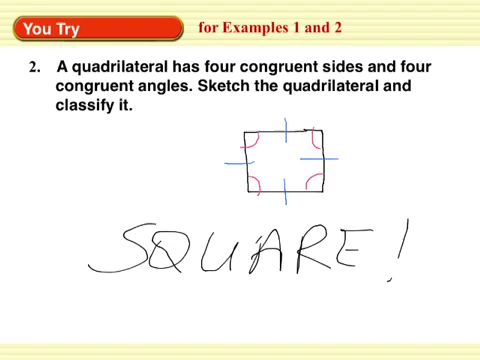 You Try
for Examples 1 and 2
2. A quadrilateral has four congruent sides and four
congruent angles. Sketch the quadrilateral and
classify it.
SQUARE!